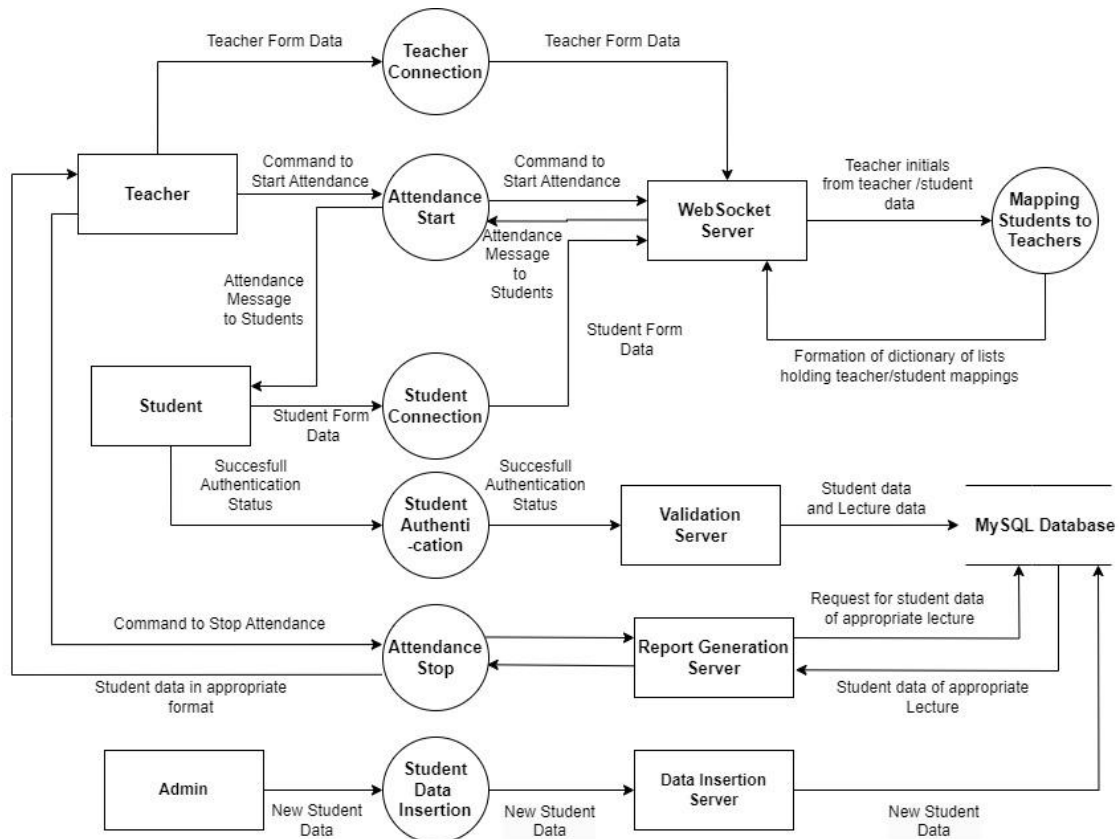 Teacher Form Data
Teacher
Connection
Teacher Form Data
Teacher
Command to
Start Attendance
Attendance
Start
Command to
Start Attendance
WebSocket
Server
Teacher initials
from teacher /student
data
Mapping
Students to
Teachers
Attendance
Message
to Students
Attendance
Message
to
Students
Student Form
Data
Formation of dictionary of lists
holding teacher/student mappings
Student
Student Form
Data
Student
Connection
Succesfull
Authentication
Status
Student
Authenti
-cation
Succesfull
Authentication
Status
Validation
Server
Student data
and Lecture data
MySQL Database
Command to Stop Attendance
Attendance
Stop
Report Generation
Server
Request for student data
of appropriate lecture
Student data in appropriate
format
Student data of appropriate
Lecture
Admin
New Student
Data
Student
Data
Insertion
New Student
Data
Data Insertion
Server
New Student
Data